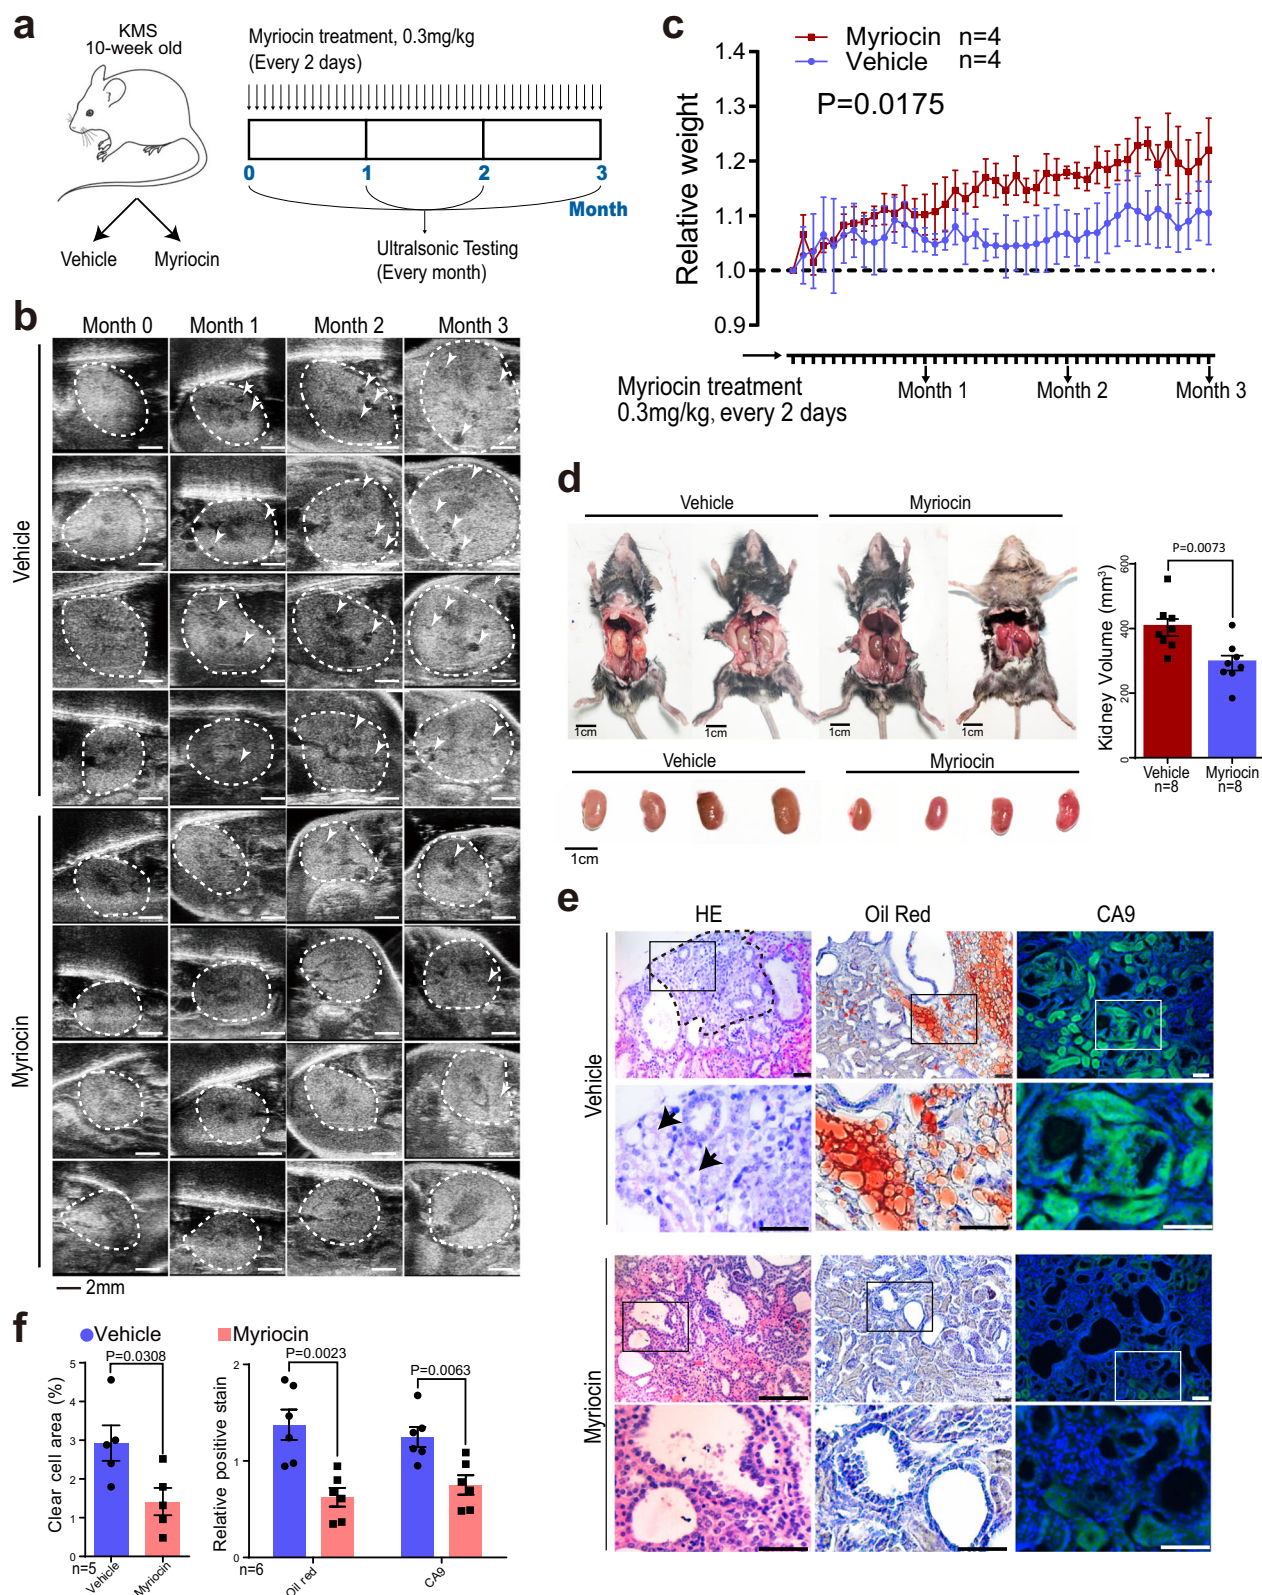 a
KMS
10-week old
Vehicle
Myriocin
Myriocin treatment, 0.3mg/kg
(Every 2 days)
0
1
2
3
Month
Ultralsonic Testing
(Every month)
b
Month 0
Month 1
Month 2
Month 3
Vehicle
Myriocin
2mm
c
Myriocin n=4
Vehicle n=4
P=0.0175
Relative weight
1.4
1.3
1.2
1.1
1.0
0.9
Myriocin treatment
0.3mg/kg, every 2 days
Month 1
Month 2
Month 3
d
Vehicle
Myriocin
1cm
1cm
1cm
1cm
Vehicle
Myriocin
1cm
P=0.0073
Kidney Volume (mm³)
600
400
200
0
Vehicle
n=8
Myriocin
n=8
e
HE
Oil Red
CA9
Vehicle
Myriocin
f
Vehicle
Myriocin
P=0.0308
Clear cell area (%)
5
4
3
2
1
0
n=5
Vehicle
Myriocin
P=0.0023
P=0.0063
Relative positive stain
2
1
0
n=6
Oil red
CA9